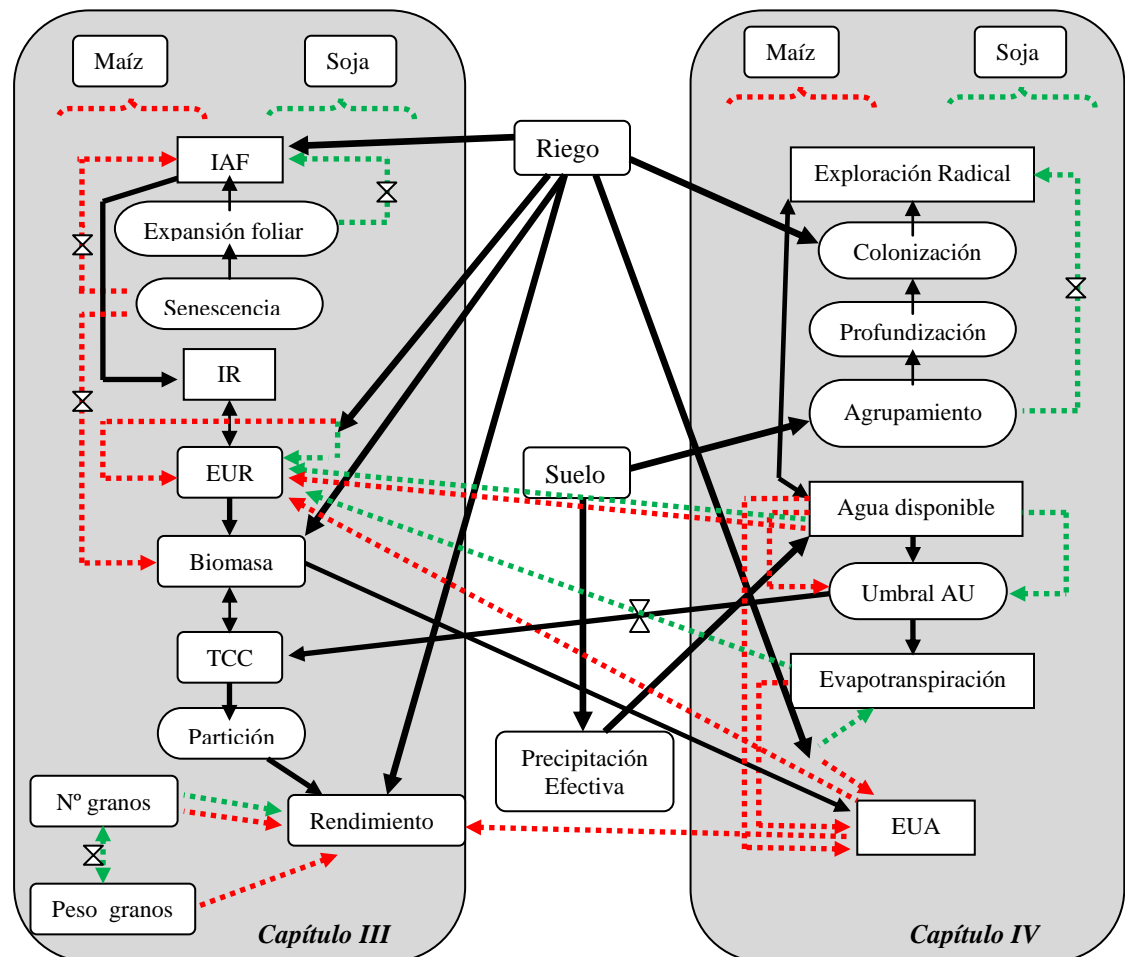 Maíz
Soja
IAF
Expansión foliar
Senescencia
IR
EUR
Biomasa
TCC
Partición
Nº granos
Rendimiento
Peso granos
Capítulo III
Riego
Suelo
Precipitación
Efectiva
Maíz
Soja
Exploración Radical
Colonización
Profundización
Agrupamiento
Agua disponible
Umbral AU
Evapotranspiración
EUA
Capítulo IV